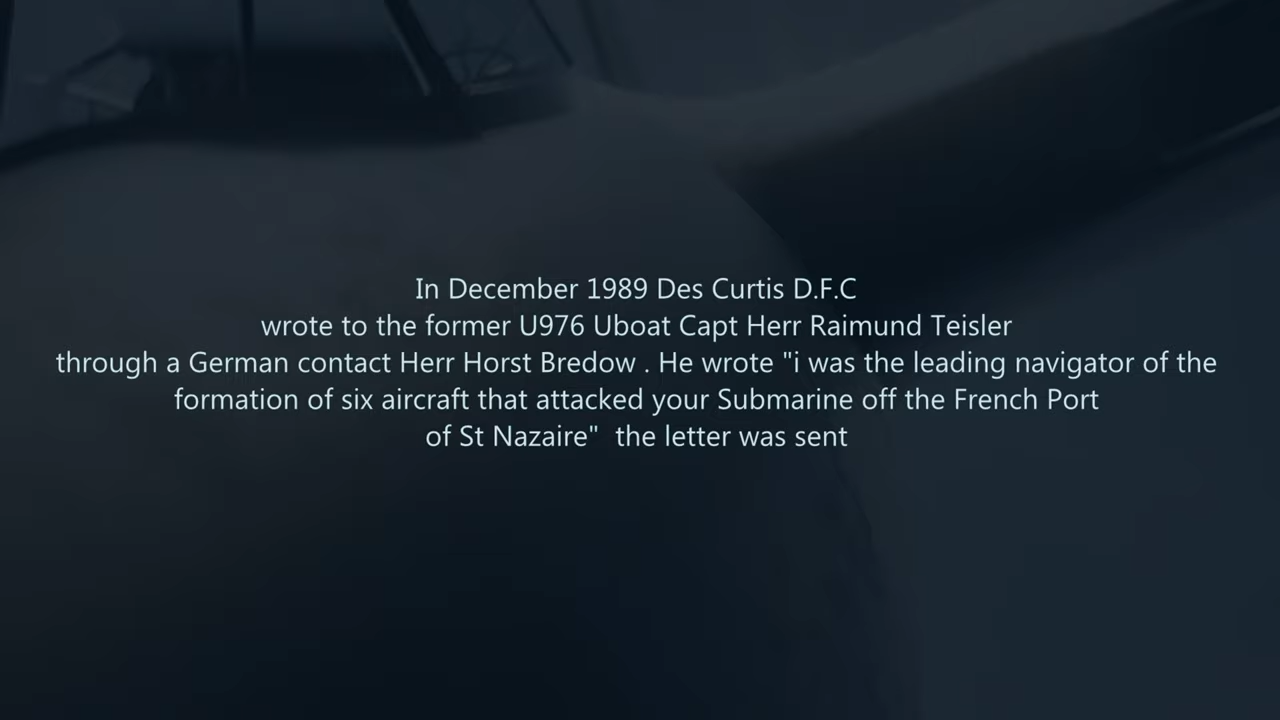 In December 1989 Des Curtis D.F.C
wrote to the former U976 Uboat Capt Herr Raimund Teisler
through a German contact Herr Horst Bredow . He wrote "i was the leading navigator of the
formation of six aircraft that attacked your Submarine off the French Port
of St Nazaire"  the letter was sent